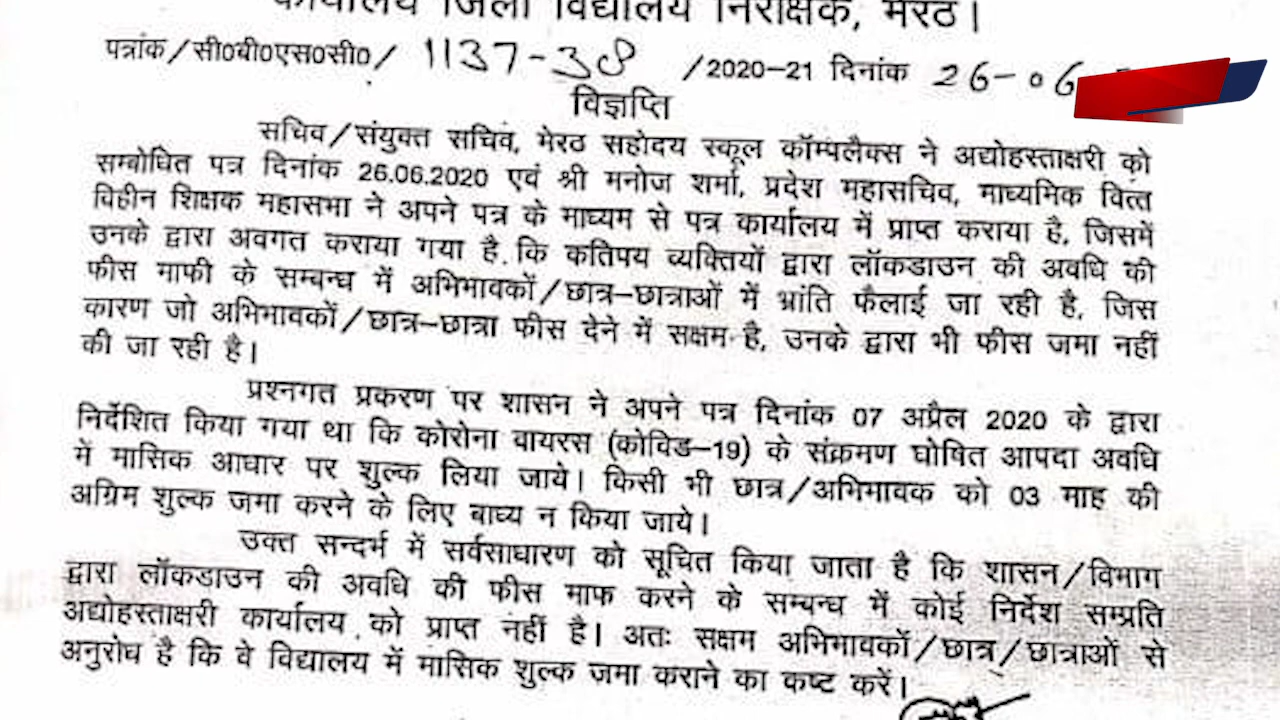 कार्यालय जिला विद्यालय निरीक्षक, मेरठ।
पत्रांक/सी0बी0एस0सी0/ 1137-38 /2020-21 दिनांक 26-06
विज्ञप्ति
सचिव/संयुक्त सचिव, मेरठ सहोदय स्कूल कॉम्पलैक्स ने अद्योहस्ताक्षरी को
सम्बोधित पत्र दिनांक 26.06.2020 एवं श्री मनोज शर्मा, प्रदेश महासचिव, माध्यमिक वित्त
विहीन शिक्षक महासभा ने अपने पत्र के माध्यम से पत्र कार्यालय में प्राप्त कराया है, जिसमें
उनके द्वारा अवगत कराया गया है, कि कतिपय व्यक्तियों द्वारा लॉकडाउन की अवधि की
फीस माफी के सम्बन्ध में अभिभावकों/छात्र–छात्राओं में भ्रांति फैलाई जा रही है, जिस
कारण जो अभिभावकों/छात्र–छात्रा फीस देने में सक्षम है, उनके द्वारा भी फीस जमा नहीं
की जा रही है।
प्रश्नगत प्रकरण पर शासन ने अपने पत्र दिनांक 07 अप्रैल 2020 के द्वारा
निर्देशित किया गया था कि कोरोना वायरस (कोविड–19) के संक्रमण घोषित आपदा अवधि
में मासिक आधार पर शुल्क लिया जाये। किसी भी छात्र/अभिभावक को 03 माह की
अग्रिम शुल्क जमा करने के लिए बाध्य न किया जाये।
उक्त सन्दर्भ में सर्वसाधारण को सूचित किया जाता है कि शासन/विभाग
द्वारा लॉकडाउन की अवधि की फीस माफ करने के सम्बन्ध में कोई निर्देश सम्प्रति
अद्योहस्ताक्षरी कार्यालय को प्राप्त नहीं है। अतः सक्षम अभिभावकों/छात्र/छात्राओं से
अनुरोध है कि वे विद्यालय में मासिक शुल्क जमा कराने का कष्ट करें।